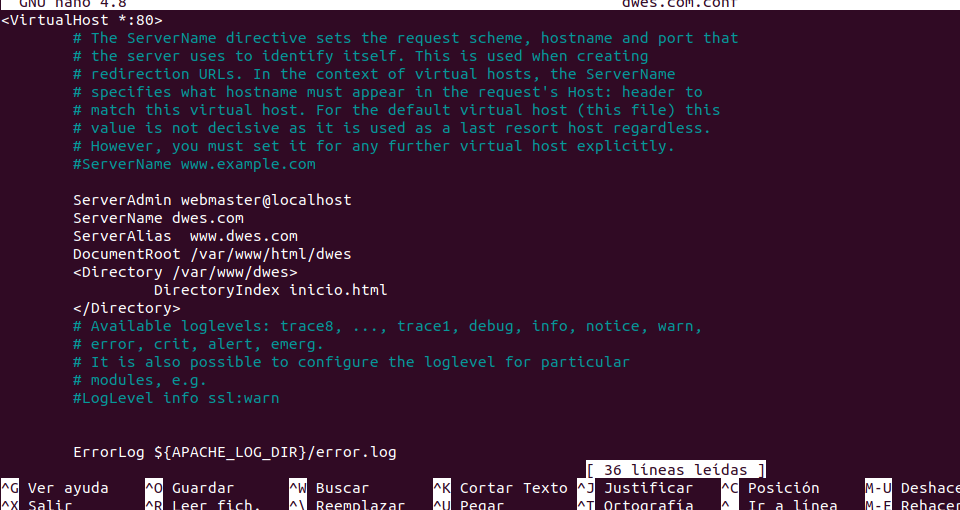 GNU nano 4.8 dwes.com.conf
<VirtualHost *:80>
# The ServerName directive sets the request scheme, hostname and port that
# the server uses to identify itself. This is used when creating
# redirection URLs. In the context of virtual hosts, the ServerName
# specifies what hostname must appear in the request's Host: header to
# match this virtual host. For the default virtual host (this file) this
# value is not decisive as it is used as a last resort host regardless.
# However, you must set it for any further virtual host explicitly.
#ServerName www.example.com
ServerAdmin webmaster@localhost
ServerName dwes.com
ServerAlias  www.dwes.com
DocumentRoot /var/www/html/dwes
<Directory /var/www/dwes>
DirectoryIndex inicio.html
</Directory>
# Available loglevels: trace8, ..., trace1, debug, info, notice, warn,
# error, crit, alert, emerg.
# It is also possible to configure the loglevel for particular
# modules, e.g.
#LogLevel info ssl:warn
ErrorLog ${APACHE_LOG_DIR}/error.log
[ 36 líneas leídas ]
^G Ver ayuda ^O Guardar ^W Buscar ^K Cortar Texto ^J Justificar ^C Posición M-U Deshace
^X Salir ^R Leer fich. ^\ Reemplazar ^U Pegar ^T Ortografía ^_ Ir a línea M-E Rehacer